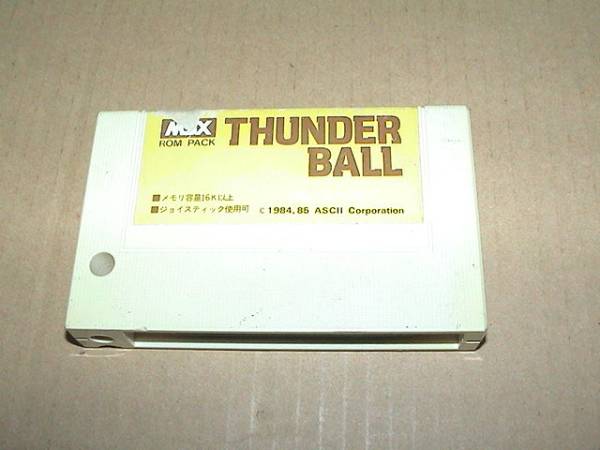 MSX
ROM PACK
THUNDER
BALL
■メモリ容量16K以上
■ジョイスティック使用可
© 1984, 85 ASCII Corporation